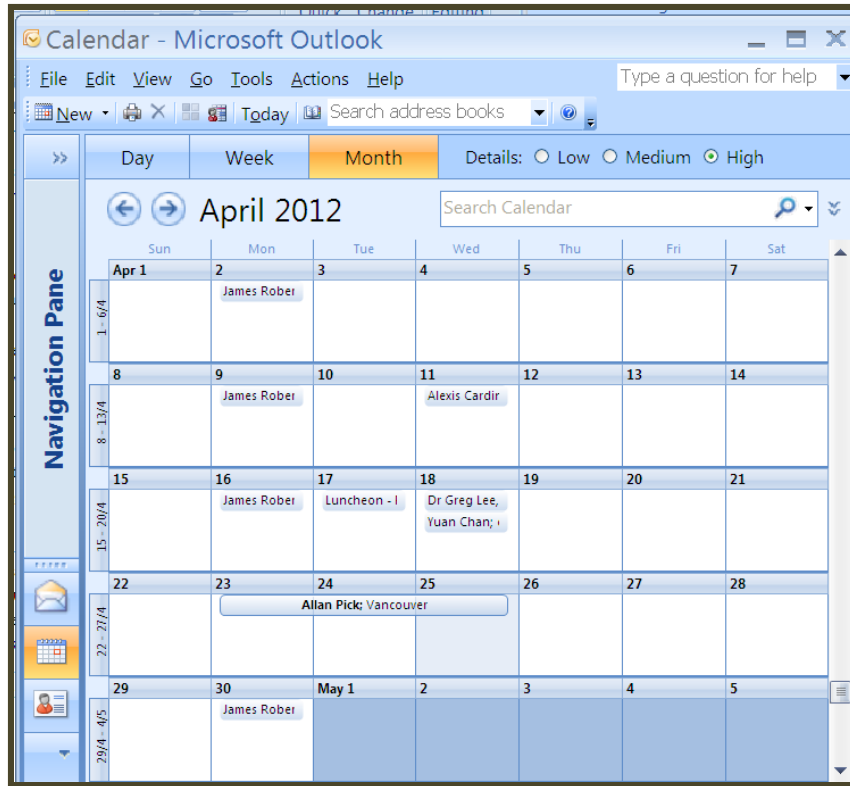 Calendar - Microsoft Outlook
File Edit View Go Tools Actions Help Type a question for help
New Today Search address books
Day Week Month Details: Low Medium High
April 2012 Search Calendar
Sun Mon Tue Wed Thu Fri Sat
Navigation Pane
Apr 1 2 3 4 5 6 7
1 - 6/4
James Rober
8 9 10 11 12 13 14
8 - 13/4
James Rober Alexis Cardir
15 16 17 18 19 20 21
15 - 20/4
James Rober Luncheon - I Dr Greg Lee,
Yuan Chan;
22 23 24 25 26 27 28
22 - 27/4
Allan Pick; Vancouver
29 30 May 1 2 3 4 5
29/4 - 4/5
James Rober